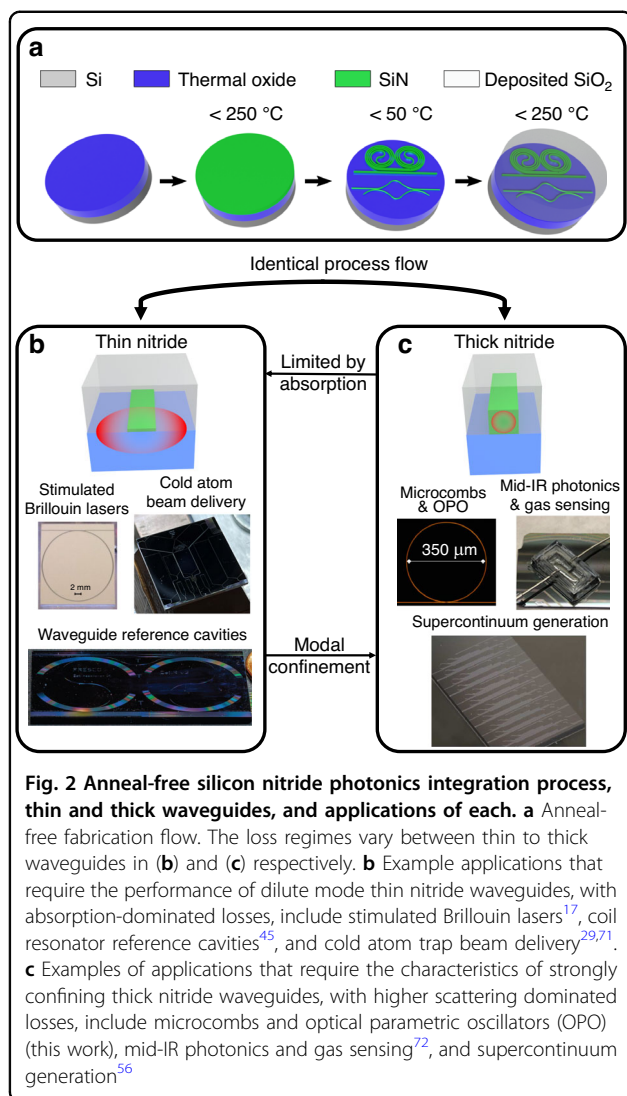 a
Si
Thermal oxide
SiN
Deposited SiO2
< 250 °C
< 50 °C
< 250 °C
Identical process flow
b
Thin nitride
Limited by
absorption
c
Thick nitride
Stimulated
Brillouin lasers
2 mm
Cold atom
beam delivery
Waveguide reference cavities
Modal
confinement
Microcombs
& OPO
350 μm
Mid-IR photonics
& gas sensing
Supercontinuum generation
Fig. 2 Anneal-free silicon nitride photonics integration process,
thin and thick waveguides, and applications of each. a Anneal-
free fabrication flow. The loss regimes vary between thin to thick
waveguides in (b) and (c) respectively. b Example applications that
require the performance of dilute mode thin nitride waveguides, with
absorption-dominated losses, include stimulated Brillouin lasers17, coil
resonator reference cavities45, and cold atom trap beam delivery29,71.
c Examples of applications that require the characteristics of strongly
confining thick nitride waveguides, with higher scattering dominated
losses, include microcombs and optical parametric oscillators (OPO)
(this work), mid-IR photonics and gas sensing72, and supercontinuum
generation56